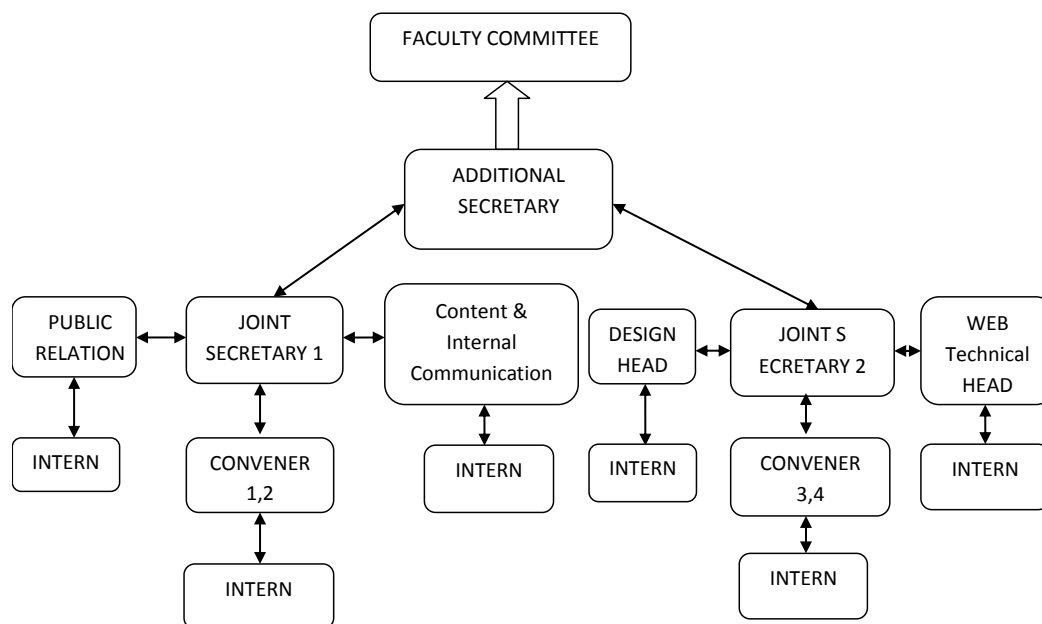 FACULTY COMMITTEE
ADDITIONAL
SECRETARY
PUBLIC
RELATION
JOINT
SECRETARY 1
Content &
Internal
Communication
DESIGN
HEAD
JOINT S
ECRETARY 2
WEB
Technical
HEAD
INTERN
CONVENER
1,2
INTERN
INTERN
CONVENER
3,4
INTERN
INTERN
INTERN